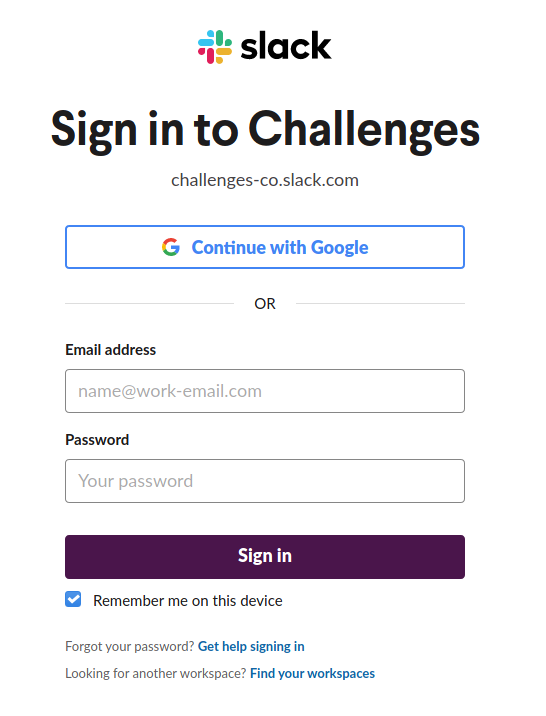 slack
Sign in to Challenges
challenges-co.slack.com
Continue with Google
OR
Email address
name@work-email.com
Password
Your password
Sign in
Remember me on this device
Forgot your password? Get help signing in
Looking for another workspace? Find your workspaces